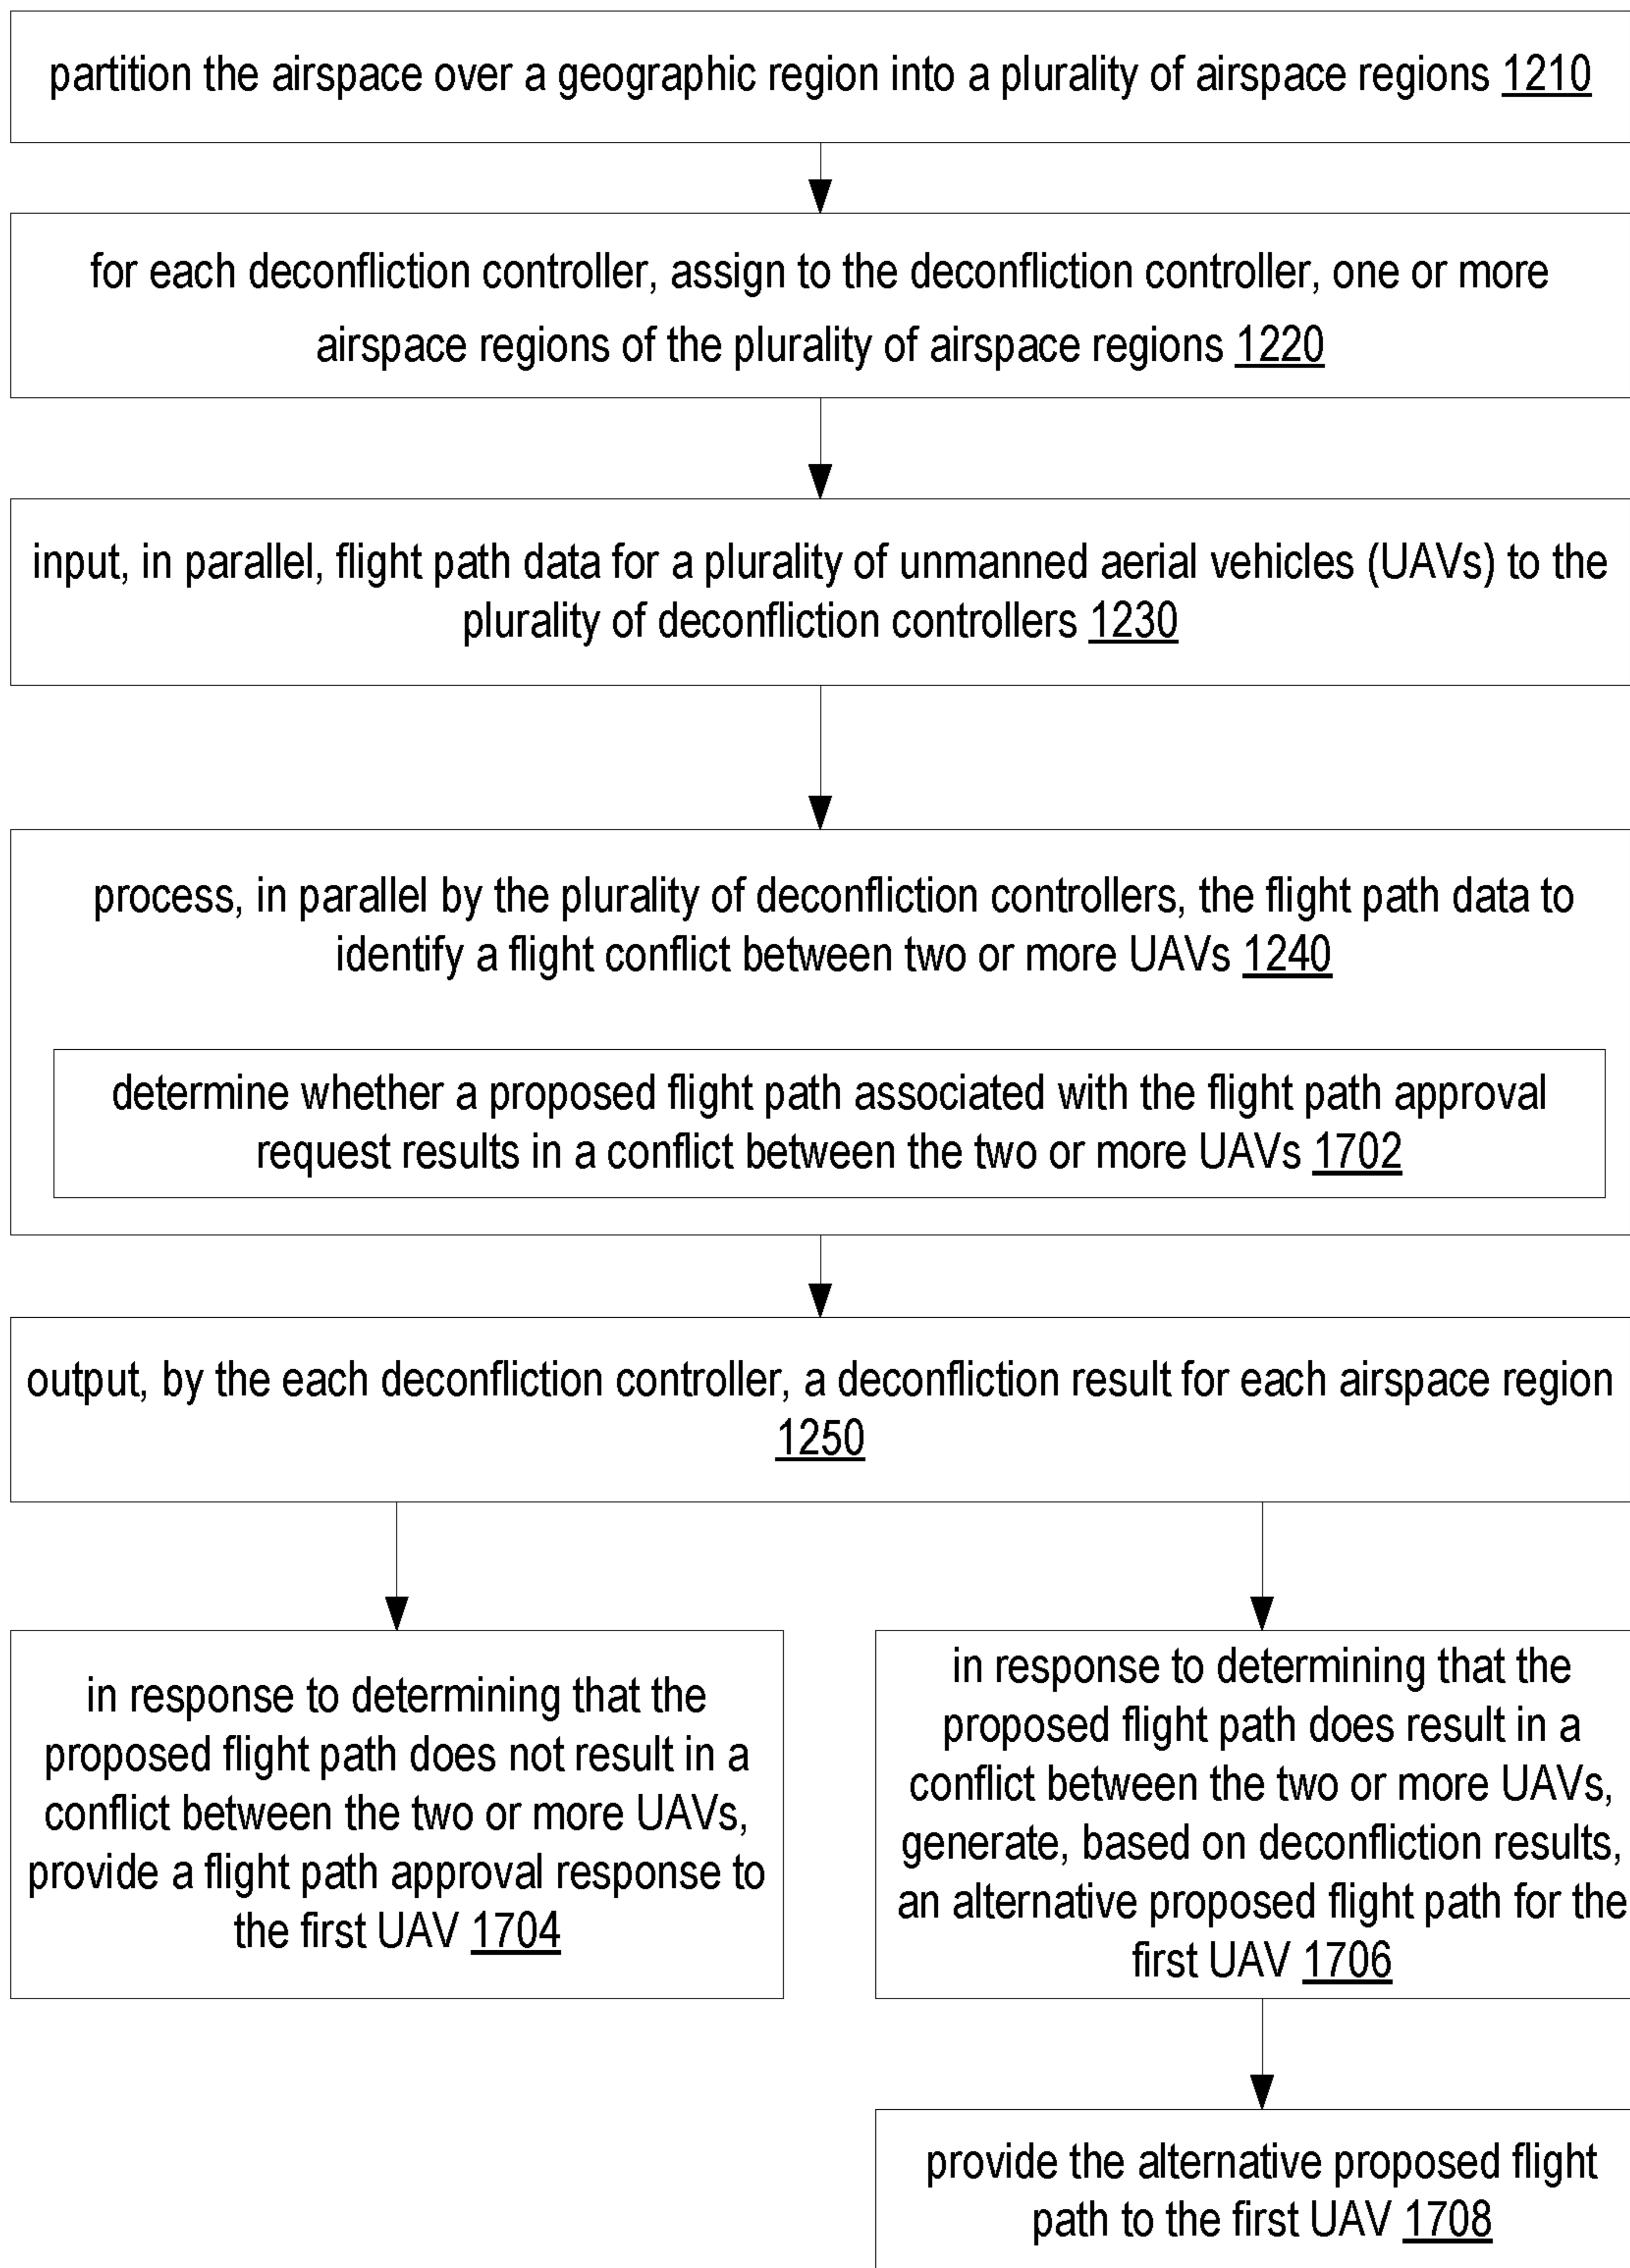 partition the airspace over a geographic region into a plurality of airspace regions 1210
for each deconfliction controller, assign to the deconfliction controller, one or more
airspace regions of the plurality of airspace regions 1220
input, in parallel, flight path data for a plurality of unmanned aerial vehicles (UAVs) to the
plurality of deconfliction controllers 1230
process, in parallel by the plurality of deconfliction controllers, the flight path data to
identify a flight conflict between two or more UAVs 1240
determine whether a proposed flight path associated with the flight path approval
request results in a conflict between the two or more UAVs 1702
output, by the each deconfliction controller, a deconfliction result for each airspace region
1250
in response to determining that the
proposed flight path does not result in a
conflict between the two or more UAVs,
provide a flight path approval response to
the first UAV 1704
in response to determining that the
proposed flight path does result in a
conflict between the two or more UAVs,
generate, based on deconfliction results,
an alternative proposed flight path for the
first UAV 1706
provide the alternative proposed flight
path to the first UAV 1708